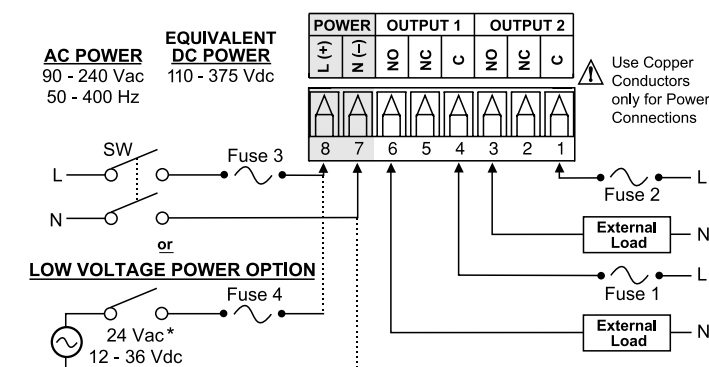 POWER OUTPUT 1 OUTPUT 2
L (+) N (−) NO NC C NO NC C
8 7 6 5 4 3 2 1
AC POWER
90 - 240 Vac
50 - 400 Hz
EQUIVALENT
DC POWER
110 - 375 Vdc
Use Copper
Conductors
only for Power
Connections
SW
Fuse 3
L
N
or
LOW VOLTAGE POWER OPTION
Fuse 4
24 Vac*
12 - 36 Vdc
L
Fuse 2
External
Load
N
L
Fuse 1
External
Load
N